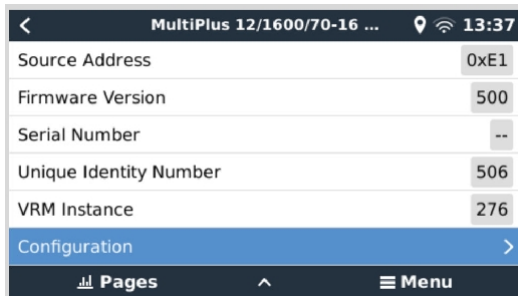 MultiPlus 12/1600/70-16 ... 13:37
Source Address 0xE1
Firmware Version 500
Serial Number --
Unique Identity Number 506
VRM Instance 276
Configuration
Pages Menu